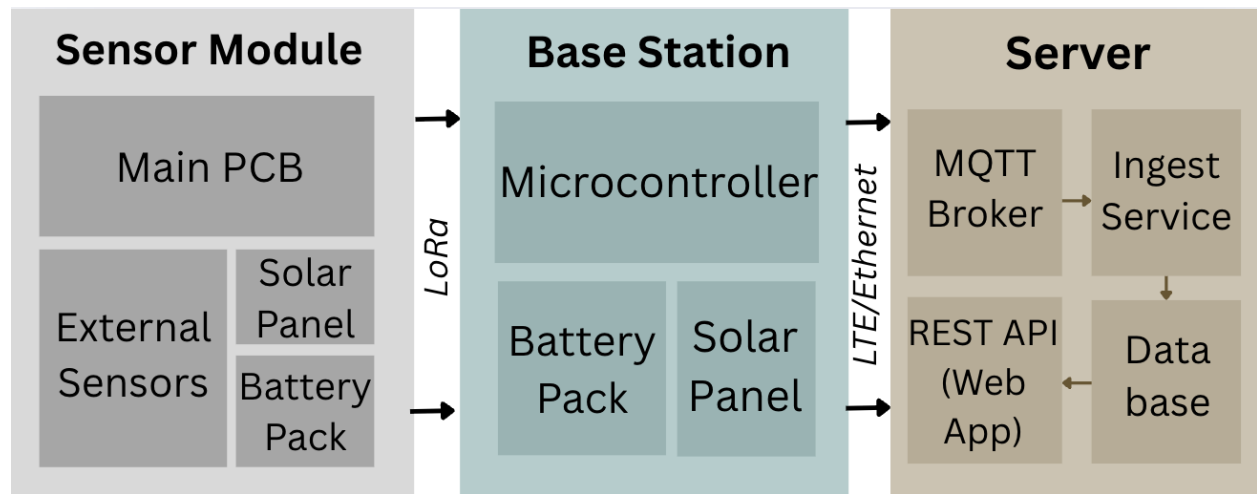 Sensor Module
Main PCB
External
Sensors
Solar
Panel
Battery
Pack
LoRa
Base Station
Microcontroller
Battery
Pack
Solar
Panel
LTE/Ethernet
Server
MQTT
Broker
Ingest
Service
REST API
(Web
App)
Data
base